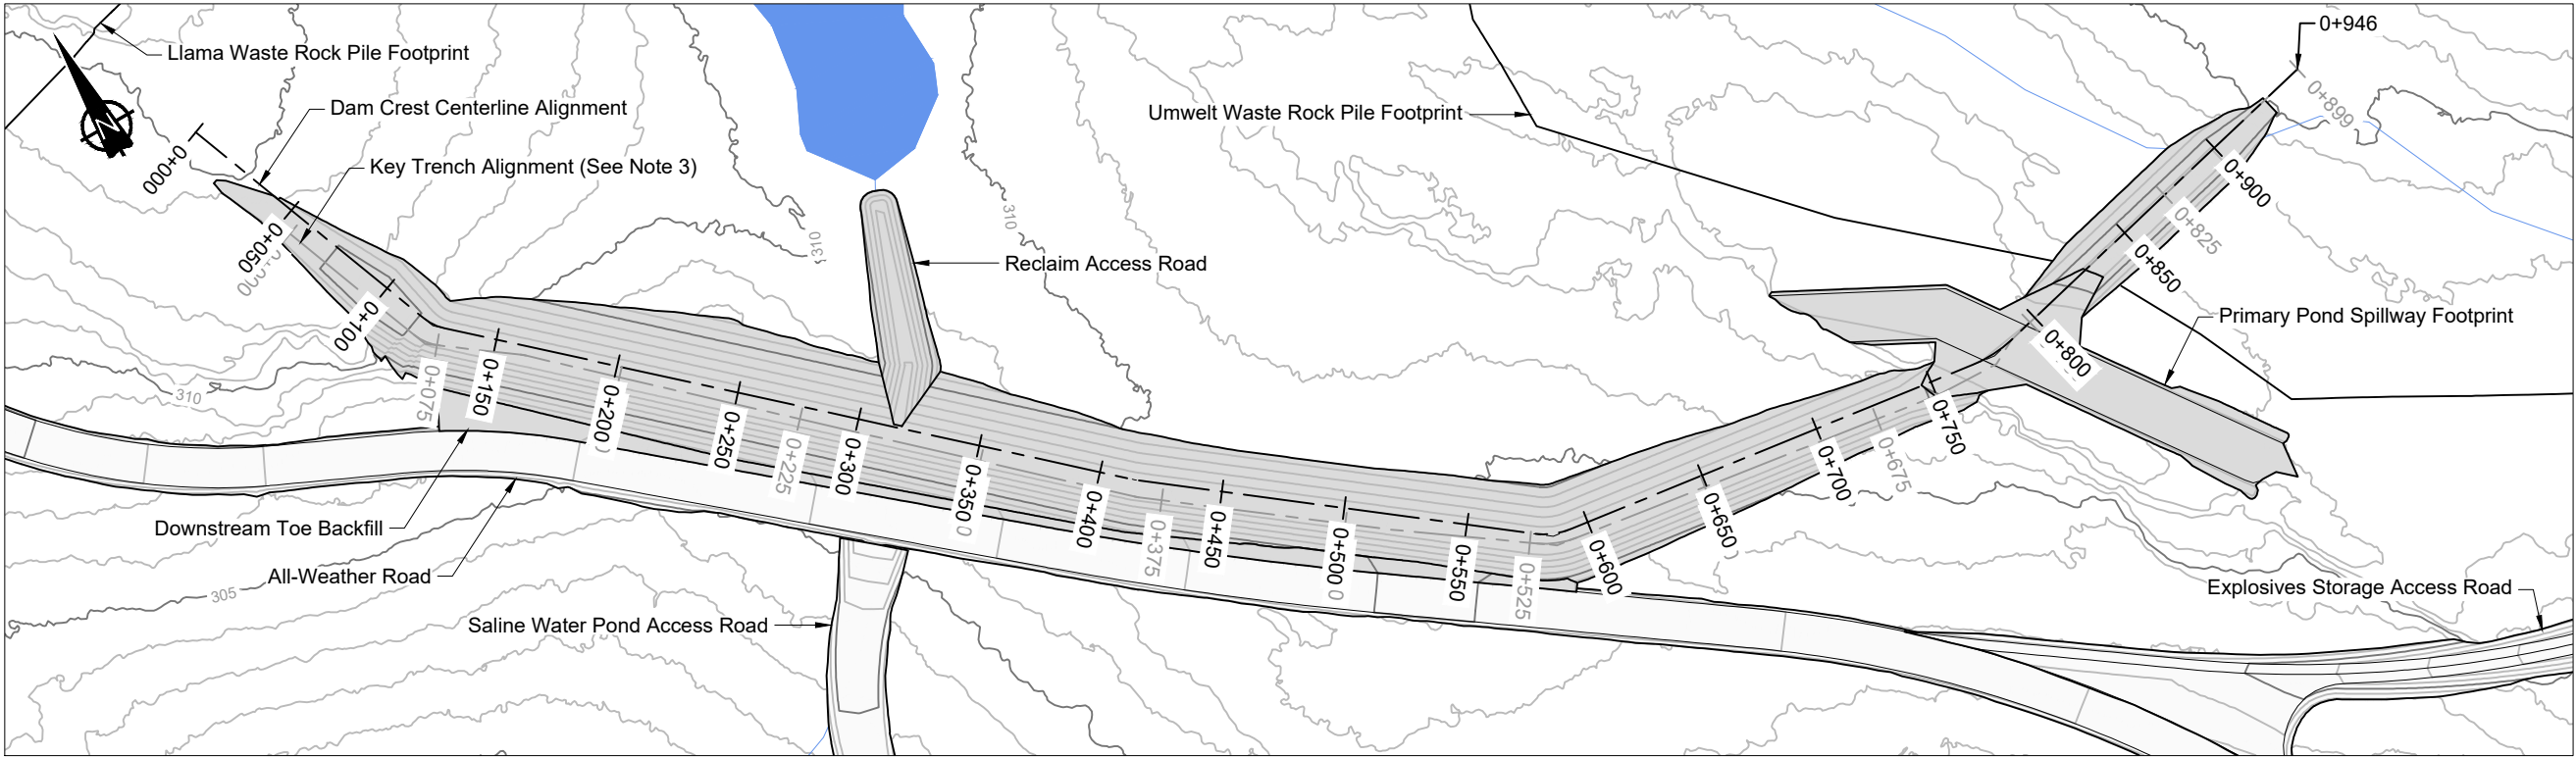 0+946
Llama Waste Rock Pile Footprint
0+899
Dam Crest Centerline Alignment
Umwelt Waste Rock Pile Footprint
N
0+000
Key Trench Alignment (See Note 3)
0+900
310
310
0+825
0+050
0+000
Reclaim Access Road
0+850
Primary Pond Spillway Footprint
0+100
0+800
0+075
0+150
310
0+200
0+250
0+225
0+300
0+350
0+400
0+375
0+450
0+500
0+550
0+525
0+600
0+650
0+700
0+675
0+750
Downstream Toe Backfill
All-Weather Road
305
Explosives Storage Access Road
Saline Water Pond Access Road